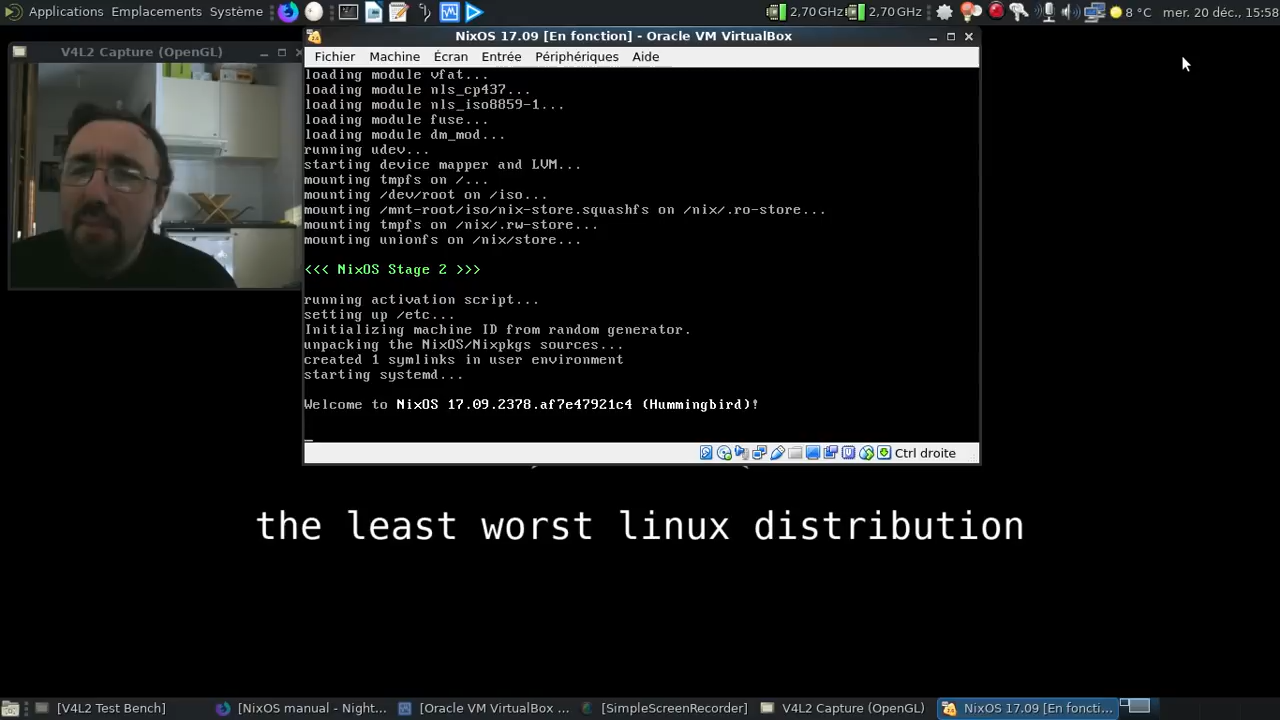 Applications Emplacements Système
2,70 GHz 2,70 GHz 8 °C mer. 20 déc., 15:58
V4L2 Capture (OpenGL)
NixOS 17.09 [En fonction] - Oracle VM VirtualBox
Fichier Machine Écran Entrée Périphériques Aide
loading module vfat...
loading module nls_cp437...
loading module nls_iso8859-1...
loading module fuse...
loading module dm_mod...
running udev...
starting device mapper and LVM...
mounting tmpfs on /...
mounting /dev/root on /iso...
mounting /mnt-root/iso/nix-store.squashfs on /nix/.ro-store...
mounting tmpfs on /nix/.rw-store...
mounting unionfs on /nix/store...
<<< NixOS Stage 2 >>>
running activation script...
setting up /etc...
Initializing machine ID from random generator.
unpacking the NixOS/Nixpkgs sources...
created 1 symlinks in user environment
starting systemd...
Welcome to NixOS 17.09.2378.af7e47921c4 (Hummingbird)!
Ctrl droite
the least worst linux distribution
[V4L2 Test Bench] [NixOS manual - Night... [Oracle VM VirtualBox ... [SimpleScreenRecorder] V4L2 Capture (OpenGL) NixOS 17.09 [En foncti...